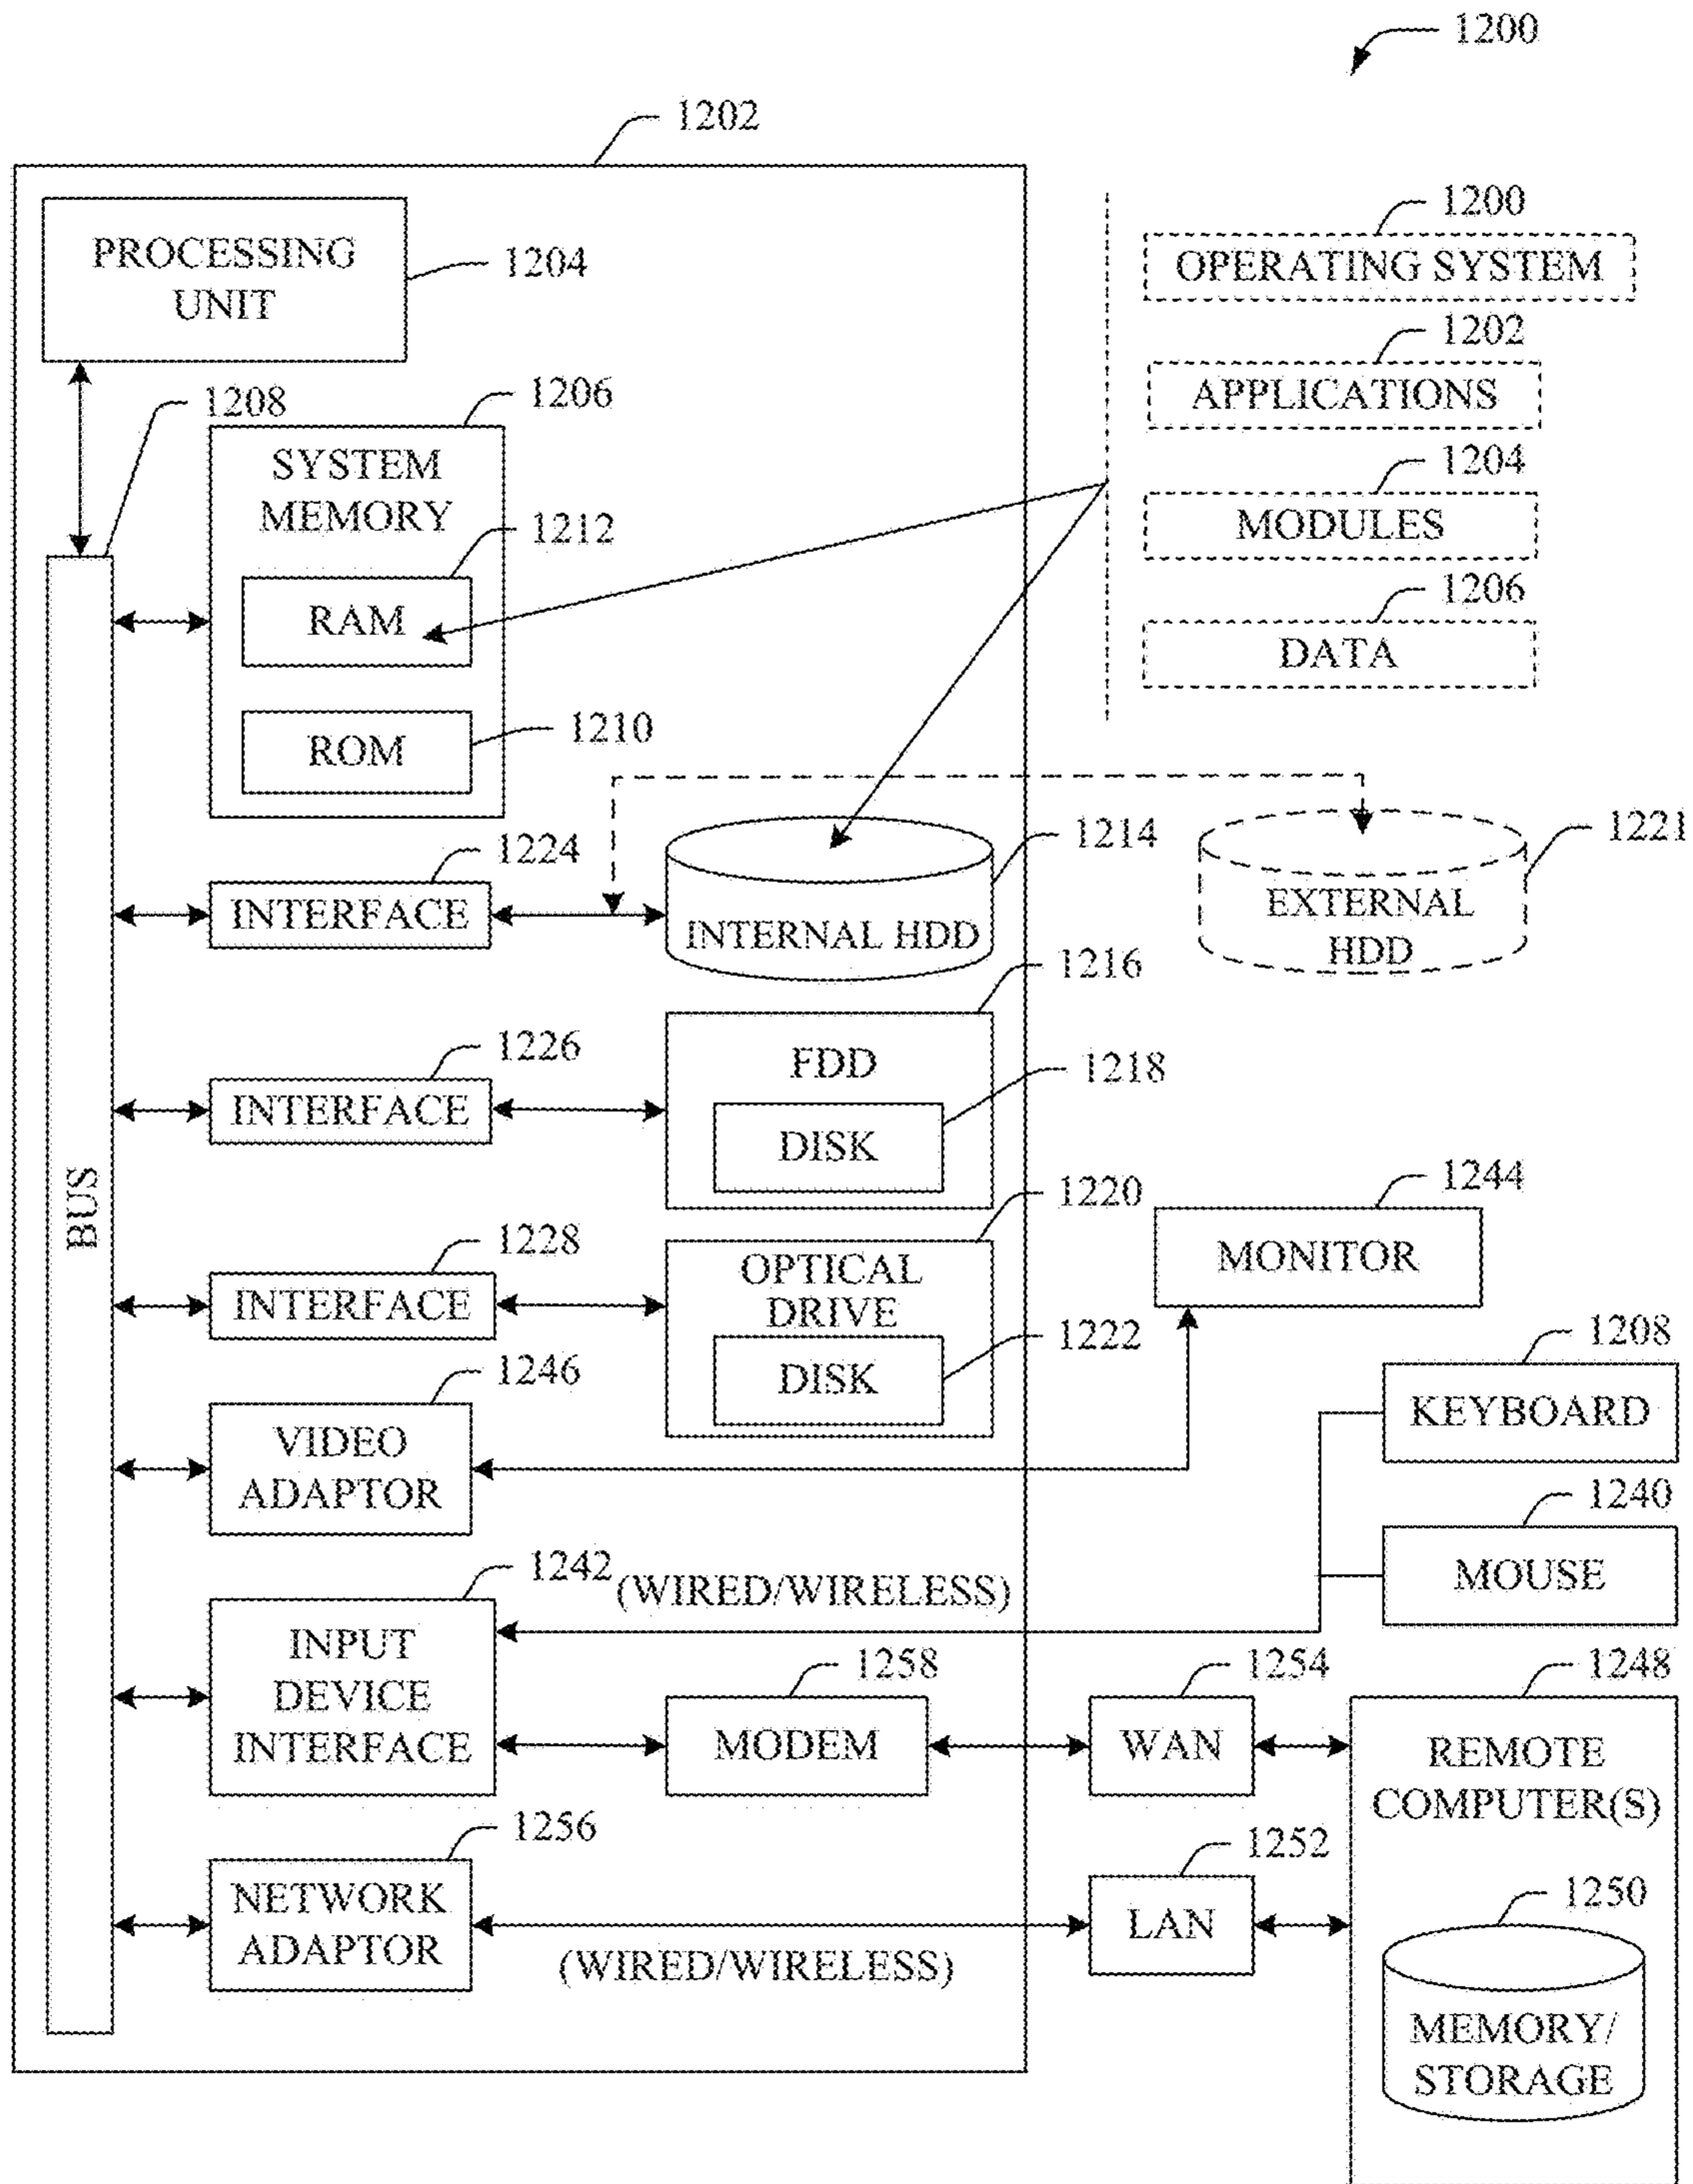 1200
1202
PROCESSING
UNIT
1204
1200
OPERATING SYSTEM
1202
APPLICATIONS
1204
MODULES
1206
DATA
1208
1206
SYSTEM
MEMORY
1212
RAM
1210
ROM
BUS
1224
INTERFACE
1214
INTERNAL HDD
1221
EXTERNAL
HDD
1226
INTERFACE
1216
FDD
1218
DISK
1228
INTERFACE
1220
OPTICAL
DRIVE
1222
DISK
1244
MONITOR
1246
VIDEO
ADAPTOR
1208
KEYBOARD
1240
MOUSE
1242
(WIRED/WIRELESS)
INPUT
DEVICE
INTERFACE
1258
MODEM
1254
WAN
1248
REMOTE
COMPUTER(S)
1256
NETWORK
ADAPTOR
(WIRED/WIRELESS)
1252
LAN
1250
MEMORY/
STORAGE